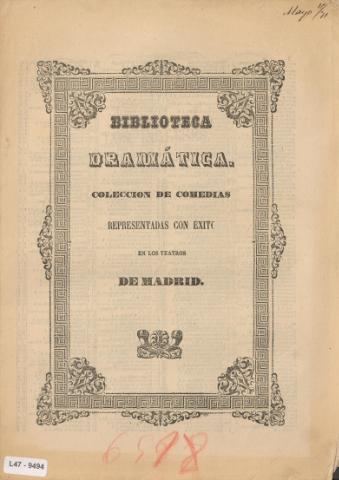 Mayo
BIBLIOTECA
DRAMÁTICA.
COLECCION DE COMEDIAS
REPRESENTADAS CON EXITO
EN LOS TEATROS
DE MADRID.
L47 - 9494